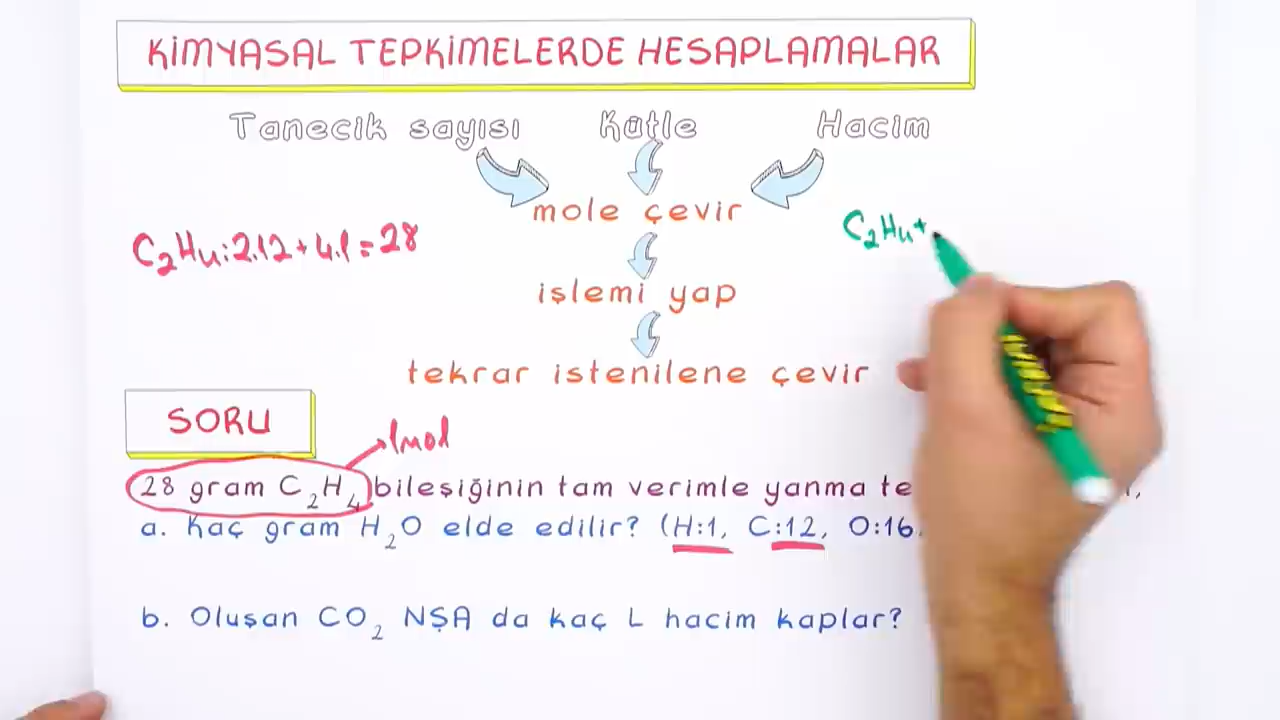 KİMYASAL TEPKİMELERDE HESAPLAMALAR
Tanecik sayısı Kütle Hacim
mole çevir
C₂H₄:2.12+4.1=28
C₂H₄+
işlemi yap
tekrar istenilene çevir
SORU
1mol
28 gram C₂H₄ bileşiğinin tam verimle yanma
a. Kaç gram H₂O elde edilir? (H:1, C:12, O:16
b. Oluşan CO₂ NŞA da kaç L hacim kaplar?